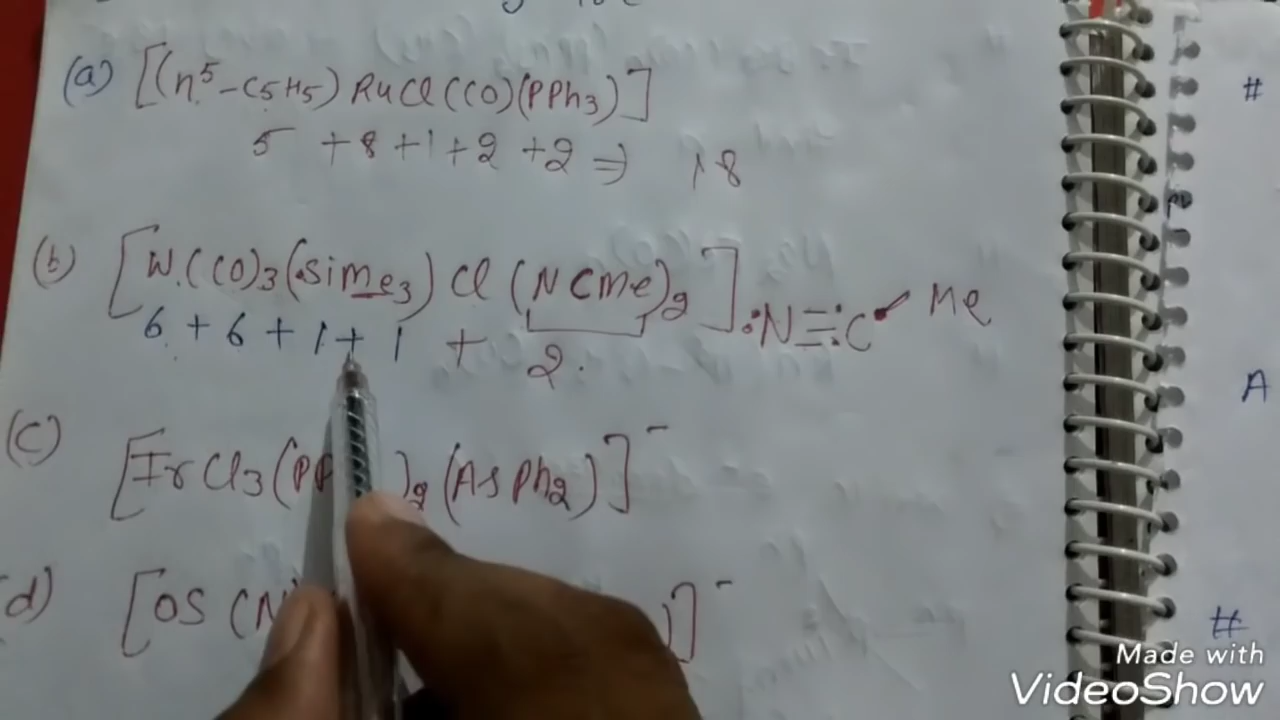 (a) [(η⁵-C5H5) RuCl(CO)(PPh₃)]
5 + 8 + 1 + 2 + 2 ⇒ 18
(b) [W(CO)₃(SiMe₃) Cl (NCMe)₂] :N≡C Me
6 + 6 + 1 + 1 + 2.
(c) [IrCl₃(PP )₂(AsPh₂)]⁻
(d) [OS (N )]⁻
#
A
#
Made with
VideoShow